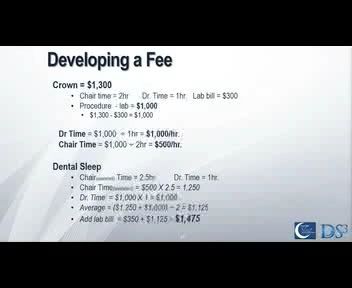 Developing a Fee
Crown = $1,300
• Chair time = 2hr Dr. Time = 1hr. Lab bill = $300
• Procedure - lab = $1,000
• $1,300 - $300 = $1,000
Dr Time = $1,000 ÷ 1hr = $1,000/hr.
Chair Time = $1,000 ÷ 2hr = $500/hr.
Dental Sleep
• Chair Time = 2.5hr Dr. Time = 1hr.
• Chair Time = $500 X 2.5 = 1,250
• Dr. Time = $1,000 X 1 = $1,000
• Average = ($1,250 + $1,000) ÷ 2 = $1,125
• Add lab bill = $350 + $1,125 = $1,475
DS3